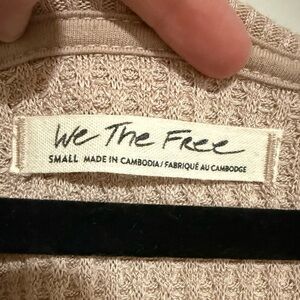 We The Free
SMALL MADE IN CAMBODIA / FABRIQUÉ AU CAMBODGE